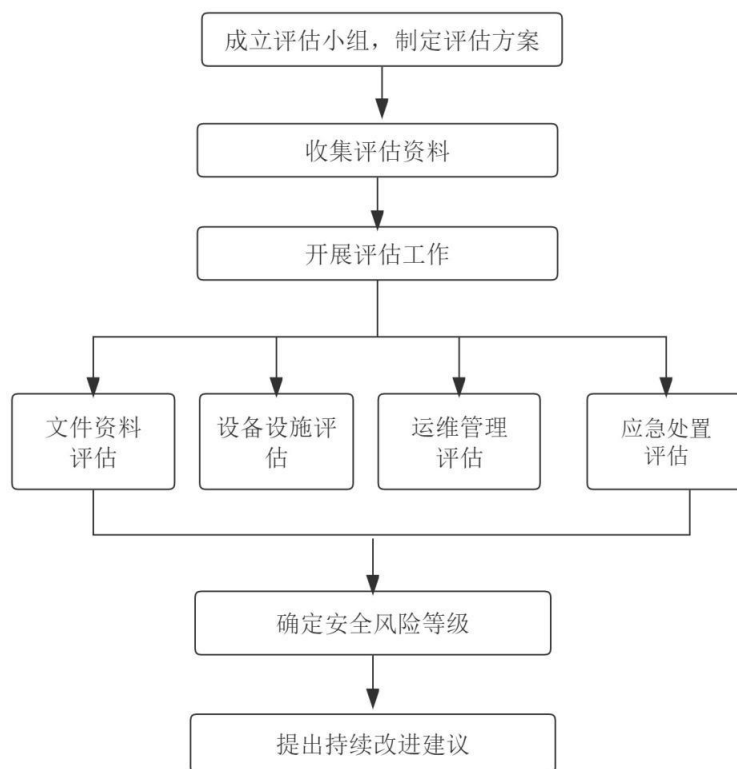 成立评估小组，制定评估方案
收集评估资料
开展评估工作
文件资料
评估
设备设施评
估
运维管理
评估
应急处置
评估
确定安全风险等级
提出持续改进建议